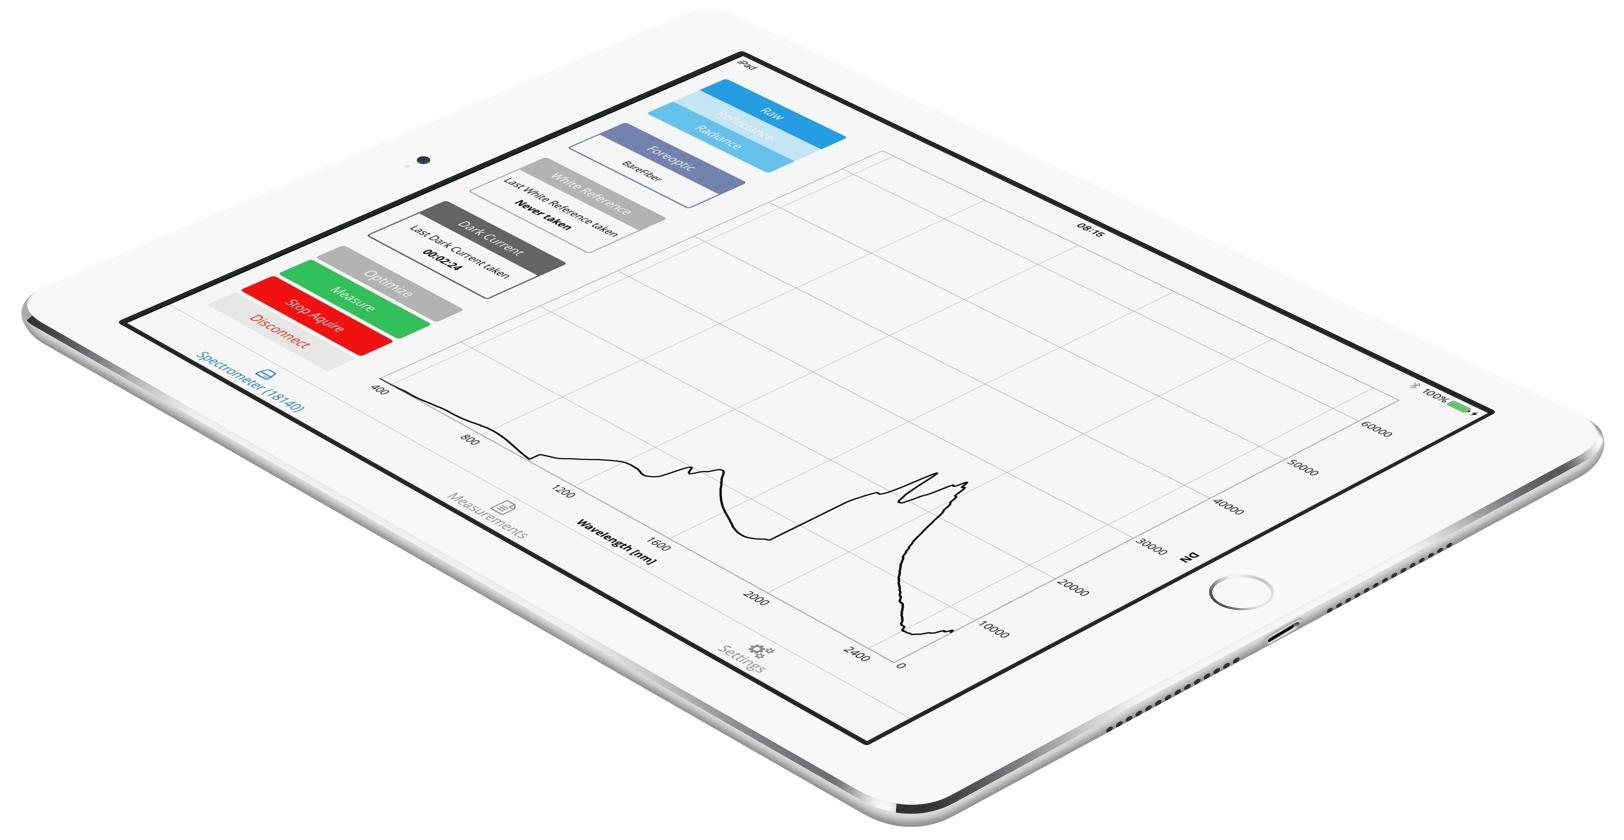 iPad
08:15
100%
Raw
Reflectance
Radiance
Foreoptic
BareFiber
White Reference
Last White Reference taken
Never taken
Dark Current
Last Dark Current taken
00:02:24
Optimize
Measure
Stop Aquire
Disconnect
60000
50000
40000
30000
20000
10000
0
DN
400
800
1200
1600
2000
2400
Wavelength [nm]
Spectrometer (18140)
Measurements
Settings